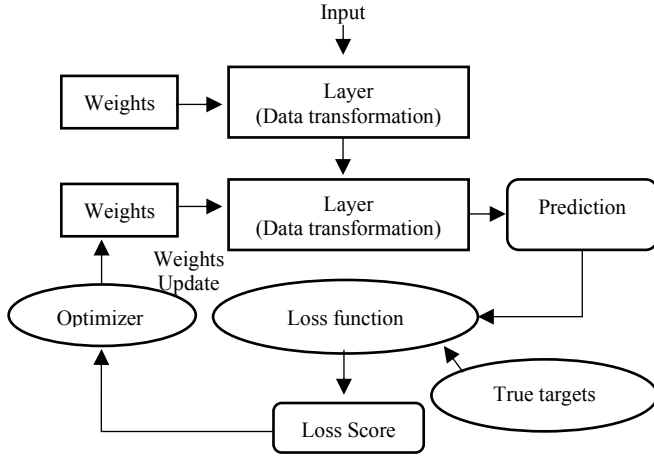 Input
Weights
Layer
(Data transformation)
Weights
Layer
(Data transformation)
Prediction
Weights
Update
Optimizer
Loss function
True targets
Loss Score